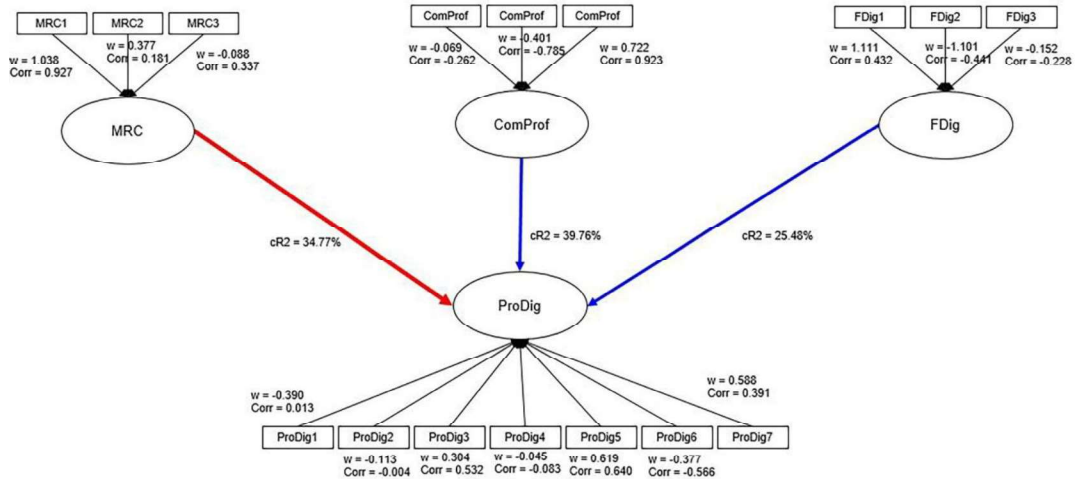 MRC1 MRC2 MRC3
w = 1.038
Corr = 0.927
w = 0.377
Corr = 0.181
w = -0.088
Corr = 0.337
MRC
ComProf ComProf ComProf
w = -0.069
Corr = -0.262
w = -0.401
Corr = -0.785
w = 0.722
Corr = 0.923
ComProf
FDig1 FDig2 FDig3
w = 1.111
Corr = 0.432
w = -1.101
Corr = -0.441
w = -0.152
Corr = -0.228
FDig
cR2 = 34.77%
cR2 = 39.76%
cR2 = 25.48%
ProDig
w = -0.390
Corr = 0.013
w = 0.588
Corr = 0.391
ProDig1 ProDig2 ProDig3 ProDig4 ProDig5 ProDig6 ProDig7
w = -0.113
Corr = -0.004
w = 0.304
Corr = 0.532
w = -0.045
Corr = -0.083
w = 0.619
Corr = 0.640
w = -0.377
Corr = -0.566